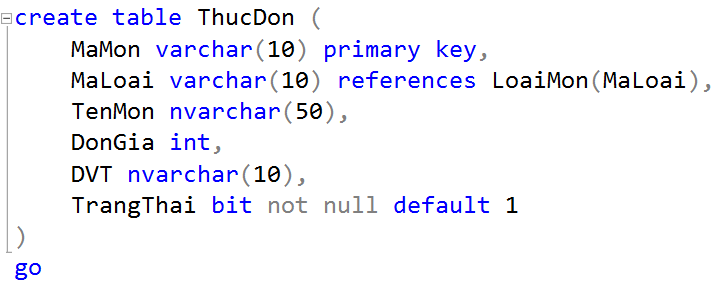 create table ThucDon (
MaMon varchar(10) primary key,
MaLoai varchar(10) references LoaiMon(MaLoai),
TenMon nvarchar(50),
DonGia int,
DVT nvarchar(10),
TrangThai bit not null default 1
)
go